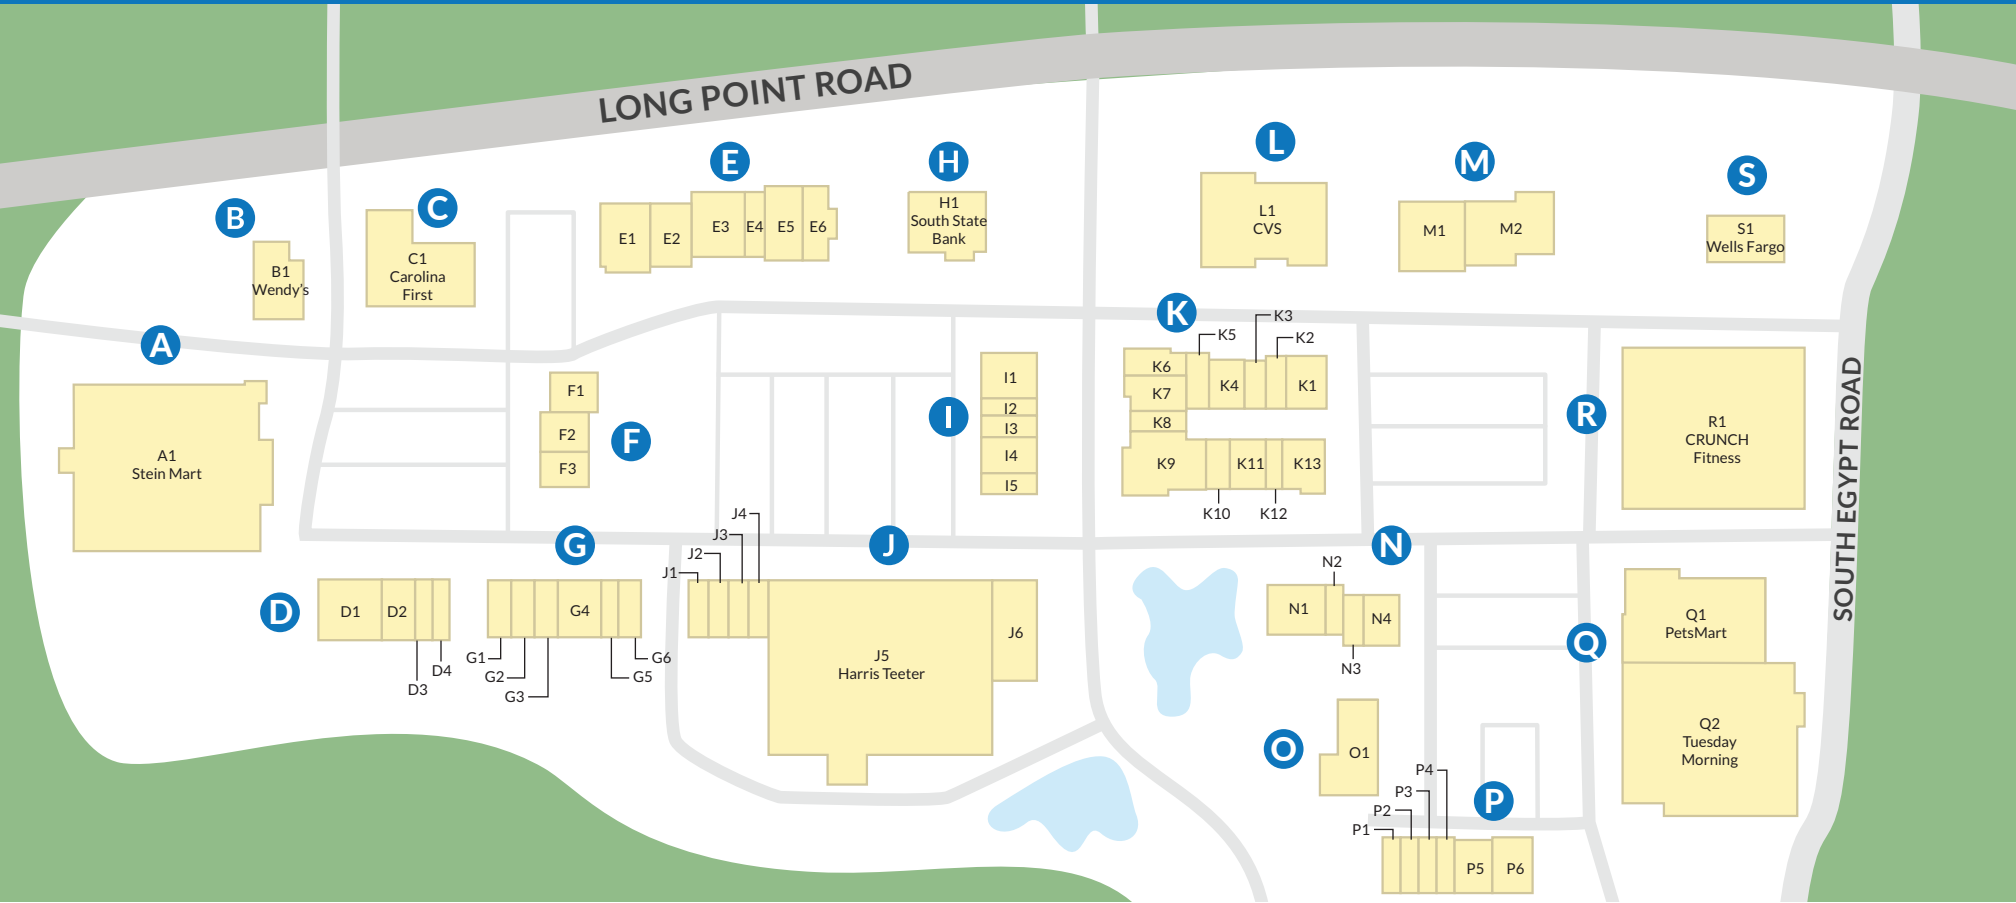 LONG POINT ROAD
SOUTH EGYPT ROAD
A
A1
Stein Mart
B
B1
Wendy's
C
C1
Carolina
First
D
D1
D2
D3
D4
E
E1
E2
E3
E4
E5
E6
F
F1
F2
F3
G
G1
G2
G3
G4
G5
G6
H
H1
South State
Bank
I
I1
I2
I3
I4
I5
J
J1
J2
J3
J4
J5
Harris Teeter
J6
K
K1
K2
K3
K4
K5
K6
K7
K8
K9
K10
K11
K12
K13
L
L1
CVS
M
M1
M2
N
N1
N2
N3
N4
O
O1
P
P1
P2
P3
P4
P5
P6
Q
Q1
PetsMart
Q2
Tuesday
Morning
R
R1
CRUNCH
Fitness
S
S1
Wells Fargo